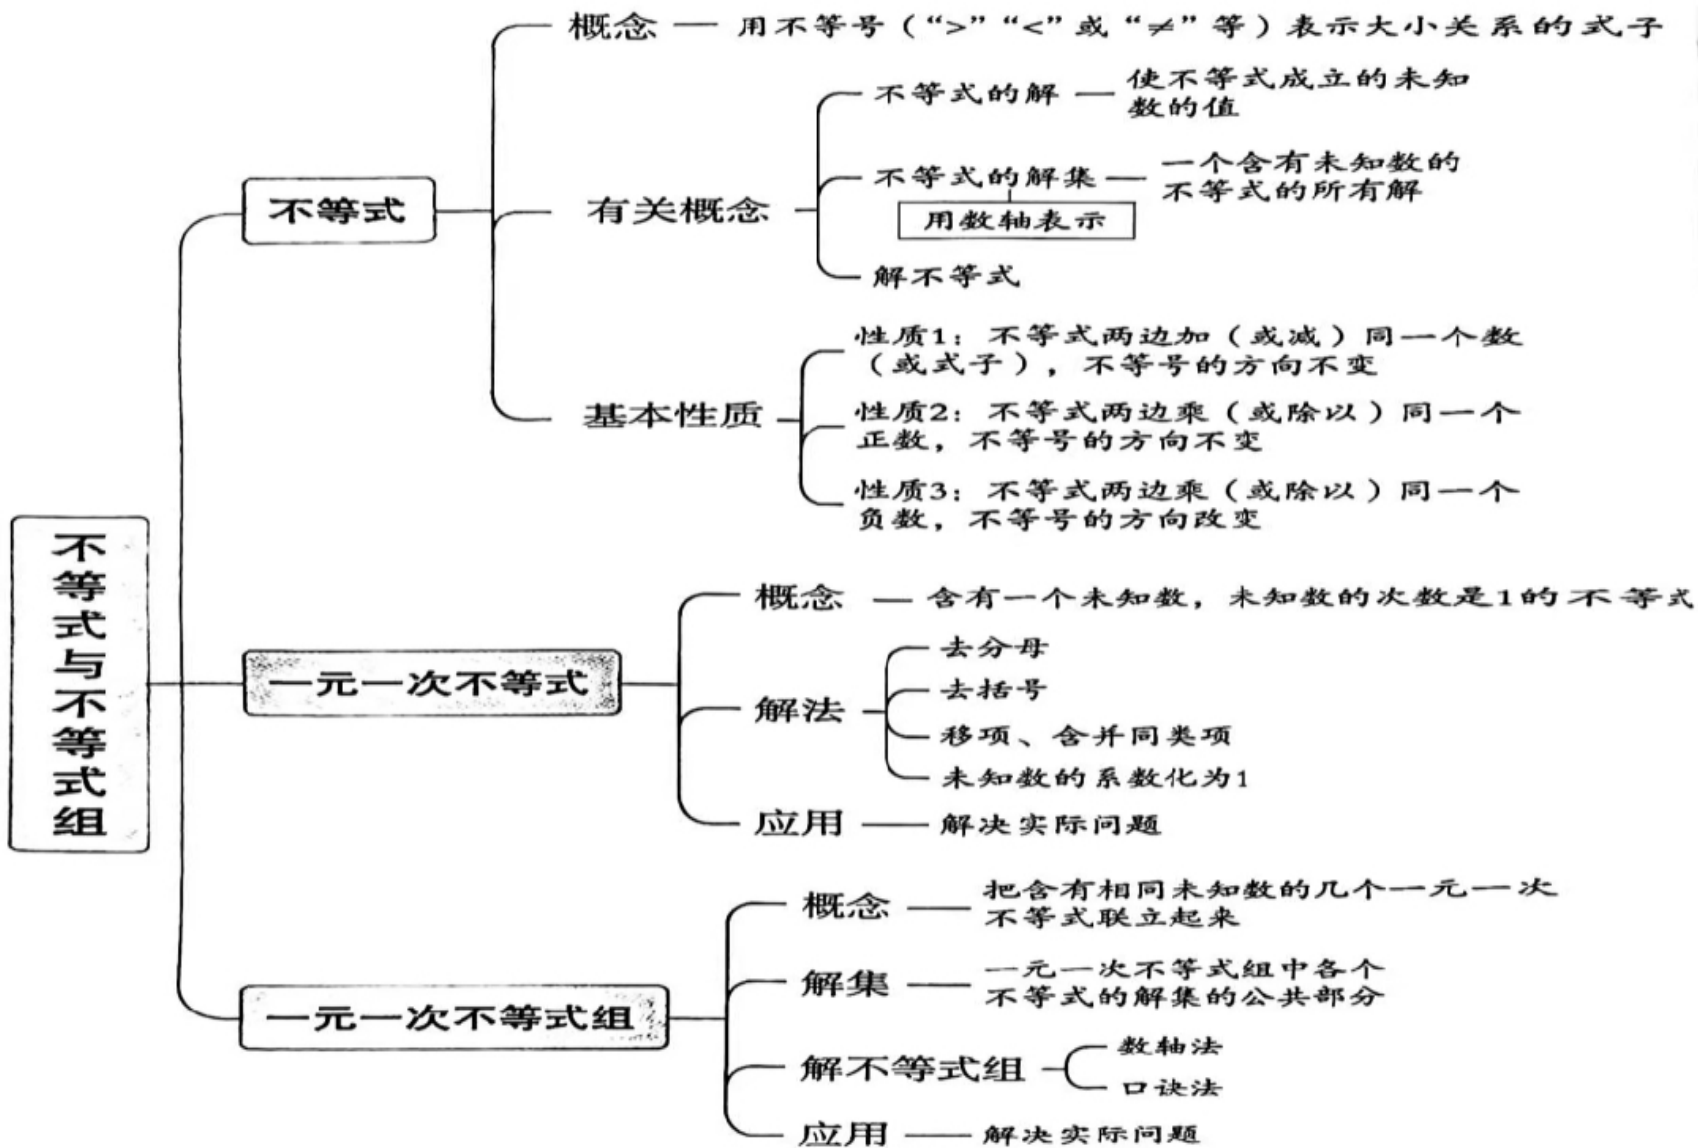 概念 — 用不等号（“>”“<”或“≠”等）表示大小关系的式子
不等式的解 — 使不等式成立的未知
数的值
不等式的解集 — 一个含有未知数的
不等式的所有解
用数轴表示
不等式
有关概念
解不等式
性质1：不等式两边加（或减）同一个数
（或式子），不等号的方向不变
基本性质
性质2：不等式两边乘（或除以）同一个
正数，不等号的方向不变
性质3：不等式两边乘（或除以）同一个
负数，不等号的方向改变
不等式与不等式组
概念 — 含有一个未知数，未知数的次数是1的不等式
一元一次不等式
解法
去分母
去括号
移项、含并同类项
未知数的系数化为1
应用 — 解决实际问题
概念 — 把含有相同未知数的几个一元一次
不等式联立起来
解集 — 一元一次不等式组中各个
不等式的解集的公共部分
一元一次不等式组
解不等式组
数轴法
口诀法
应用 — 解决实际问题